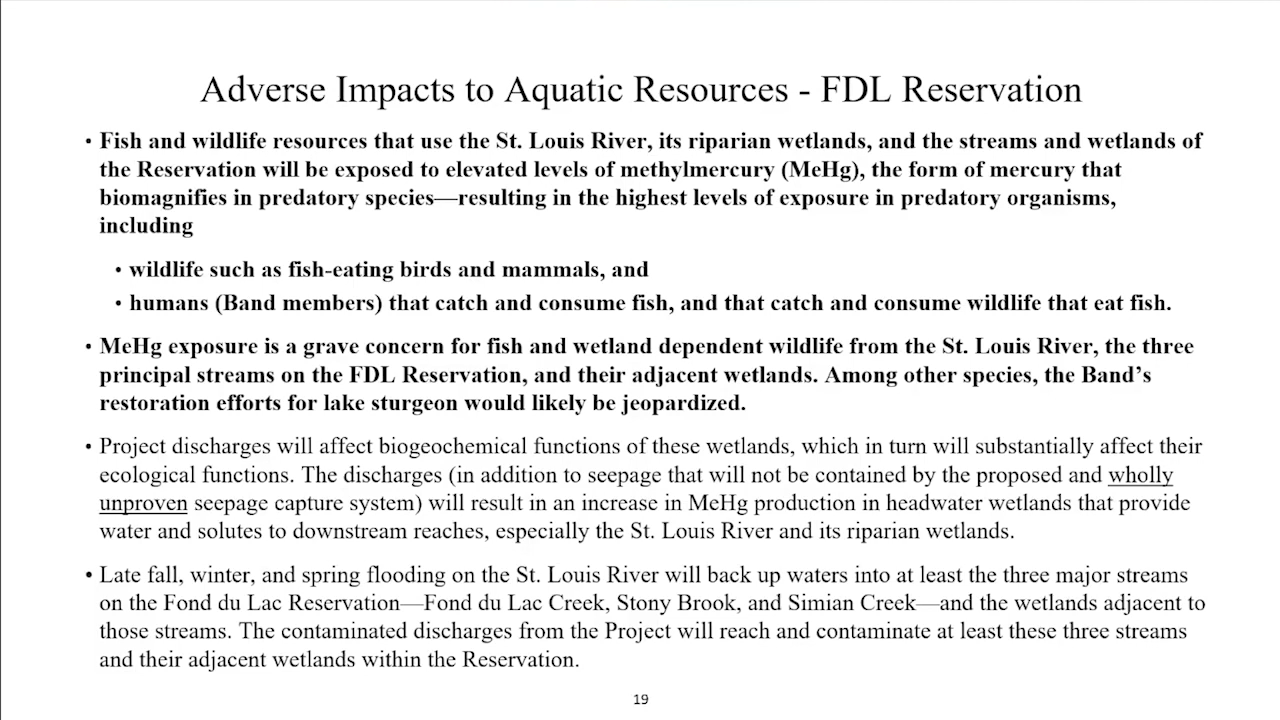 Adverse Impacts to Aquatic Resources - FDL Reservation
• Fish and wildlife resources that use the St. Louis River, its riparian wetlands, and the streams and wetlands of
the Reservation will be exposed to elevated levels of methylmercury (MeHg), the form of mercury that
biomagnifies in predatory species—resulting in the highest levels of exposure in predatory organisms,
including
• wildlife such as fish-eating birds and mammals, and
• humans (Band members) that catch and consume fish, and that catch and consume wildlife that eat fish.
• MeHg exposure is a grave concern for fish and wetland dependent wildlife from the St. Louis River, the three
principal streams on the FDL Reservation, and their adjacent wetlands. Among other species, the Band’s
restoration efforts for lake sturgeon would likely be jeopardized.
• Project discharges will affect biogeochemical functions of these wetlands, which in turn will substantially affect their
ecological functions. The discharges (in addition to seepage that will not be contained by the proposed and wholly
unproven seepage capture system) will result in an increase in MeHg production in headwater wetlands that provide
water and solutes to downstream reaches, especially the St. Louis River and its riparian wetlands.
• Late fall, winter, and spring flooding on the St. Louis River will back up waters into at least the three major streams
on the Fond du Lac Reservation—Fond du Lac Creek, Stony Brook, and Simian Creek—and the wetlands adjacent to
those streams. The contaminated discharges from the Project will reach and contaminate at least these three streams
and their adjacent wetlands within the Reservation.
19